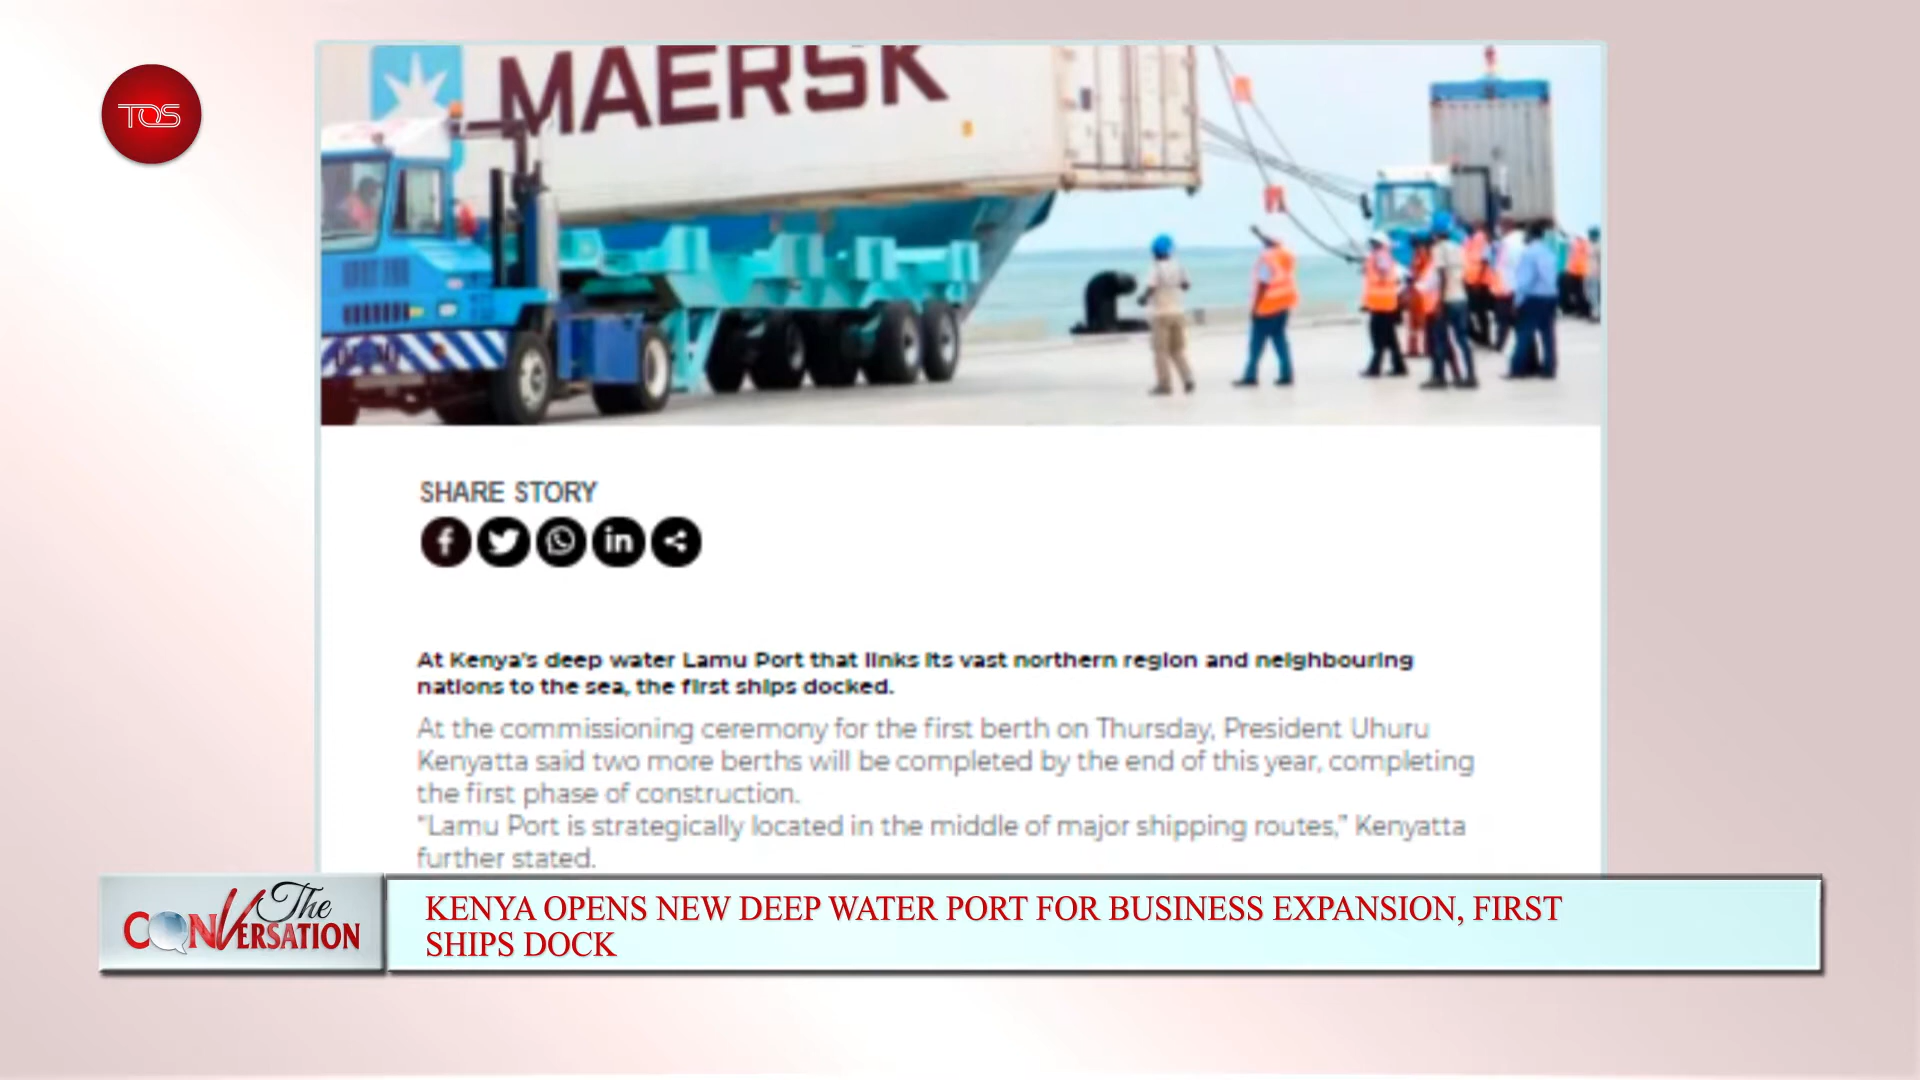 TOS
MAERSK
SHARE STORY
At Kenya's deep water Lamu Port that links its vast northern region and neighbouring
nations to the sea, the first ships docked.
At the commissioning ceremony for the first berth on Thursday, President Uhuru
Kenyatta said two more berths will be completed by the end of this year, completing
the first phase of construction.
"Lamu Port is strategically located in the middle of major shipping routes," Kenyatta
further stated.
The
CONVERSATION
KENYA OPENS NEW DEEP WATER PORT FOR BUSINESS EXPANSION, FIRST
SHIPS DOCK